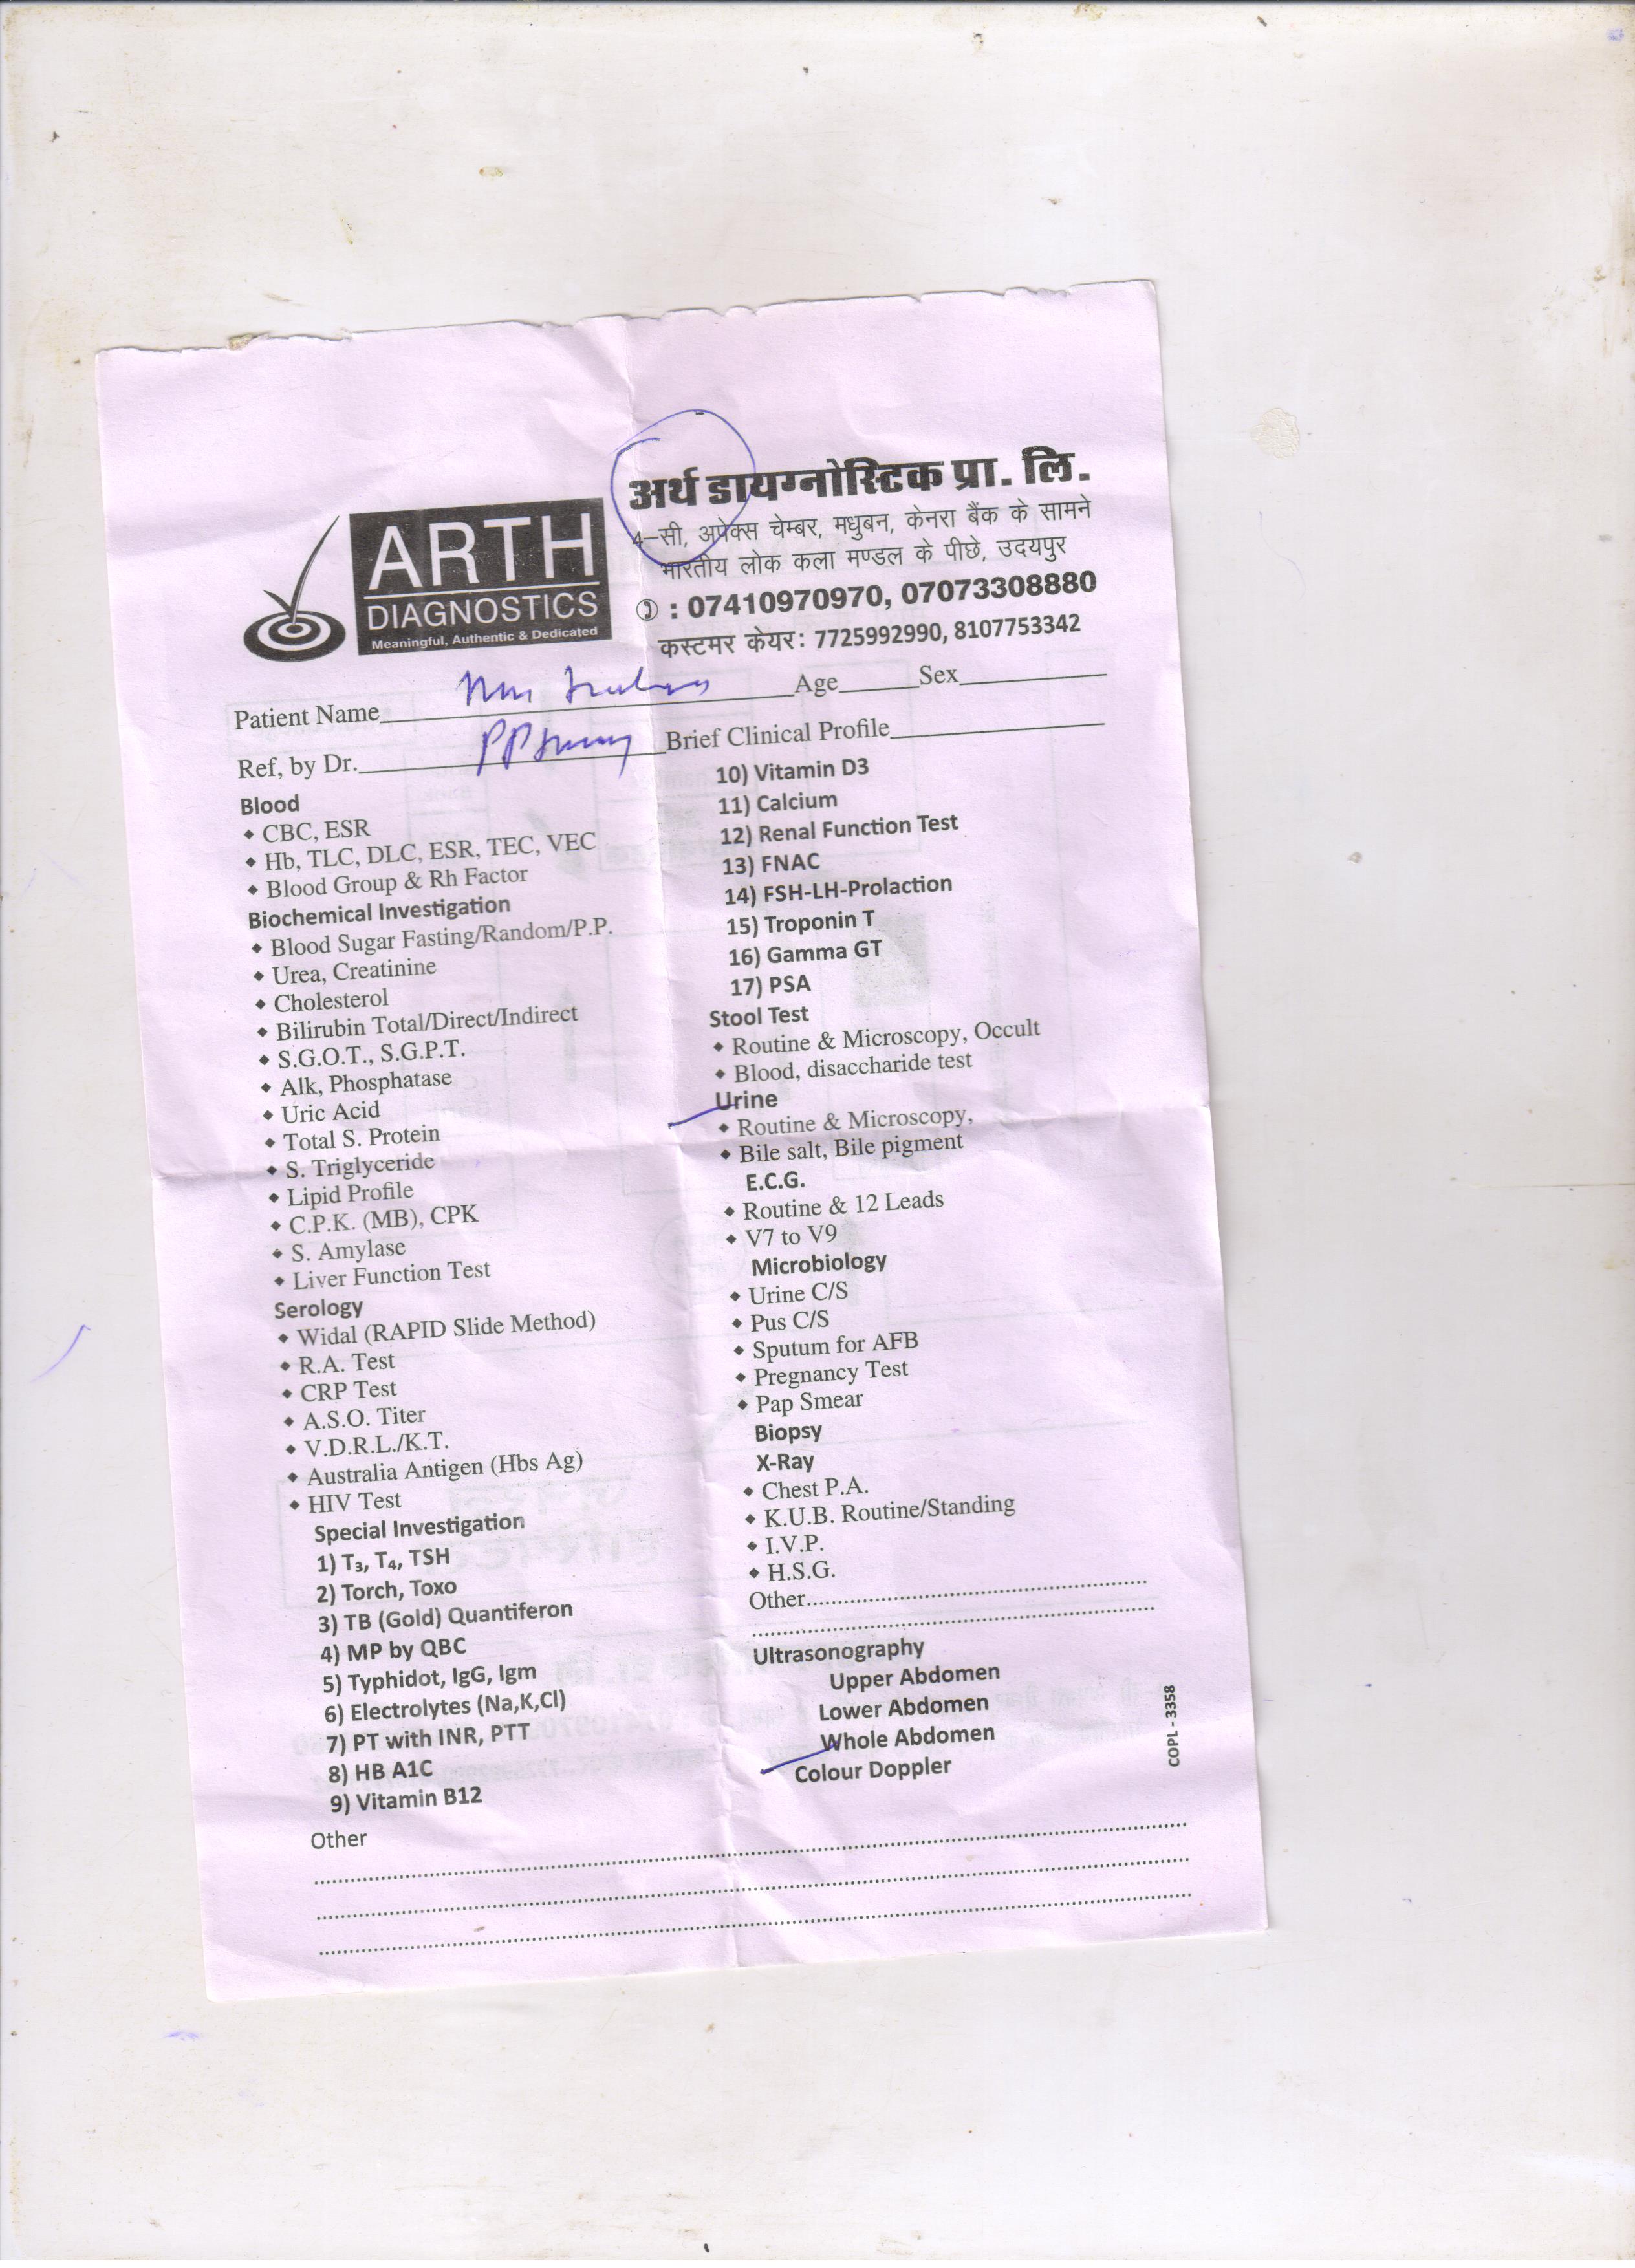 अर्थ डायग्नोस्टिक प्रा. लि.
4-सी, अपेक्स चेम्बर, मधुबन, केनरा बैंक के सामने
भारतीय लोक कला मण्डल के पीछे, उदयपुर
: 07410970970, 07073308880
कस्टमर केयर: 7725992990, 8107753342
ARTH
DIAGNOSTICS
Meaningful, Authentic & Dedicated
Patient Name Age Sex
Ref, by Dr. Brief Clinical Profile
Blood
• CBC, ESR
• Hb, TLC, DLC, ESR, TEC, VEC
• Blood Group & Rh Factor
Biochemical Investigation
• Blood Sugar Fasting/Random/P.P.
• Urea, Creatinine
• Cholesterol
• Bilirubin Total/Direct/Indirect
• S.G.O.T., S.G.P.T.
• Alk, Phosphatase
• Uric Acid
• Total S. Protein
• S. Triglyceride
• Lipid Profile
• C.P.K. (MB), CPK
• S. Amylase
• Liver Function Test
Serology
• Widal (RAPID Slide Method)
• R.A. Test
• CRP Test
• A.S.O. Titer
• V.D.R.L./K.T.
• Australia Antigen (Hbs Ag)
• HIV Test
Special Investigation
1) T₃, T₄, TSH
2) Torch, Toxo
3) TB (Gold) Quantiferon
4) MP by QBC
5) Typhidot, IgG, Igm
6) Electrolytes (Na,K,Cl)
7) PT with INR, PTT
8) HB A1C
9) Vitamin B12
10) Vitamin D3
11) Calcium
12) Renal Function Test
13) FNAC
14) FSH-LH-Prolaction
15) Troponin T
16) Gamma GT
17) PSA
Stool Test
• Routine & Microscopy, Occult
• Blood, disaccharide test
Urine
• Routine & Microscopy,
• Bile salt, Bile pigment
E.C.G.
• Routine & 12 Leads
• V7 to V9
Microbiology
• Urine C/S
• Pus C/S
• Sputum for AFB
• Pregnancy Test
• Pap Smear
Biopsy
X-Ray
• Chest P.A.
• K.U.B. Routine/Standing
• I.V.P.
• H.S.G.
Other
Ultrasonography
Upper Abdomen
Lower Abdomen
Whole Abdomen
Colour Doppler
Other
COPL - 3358